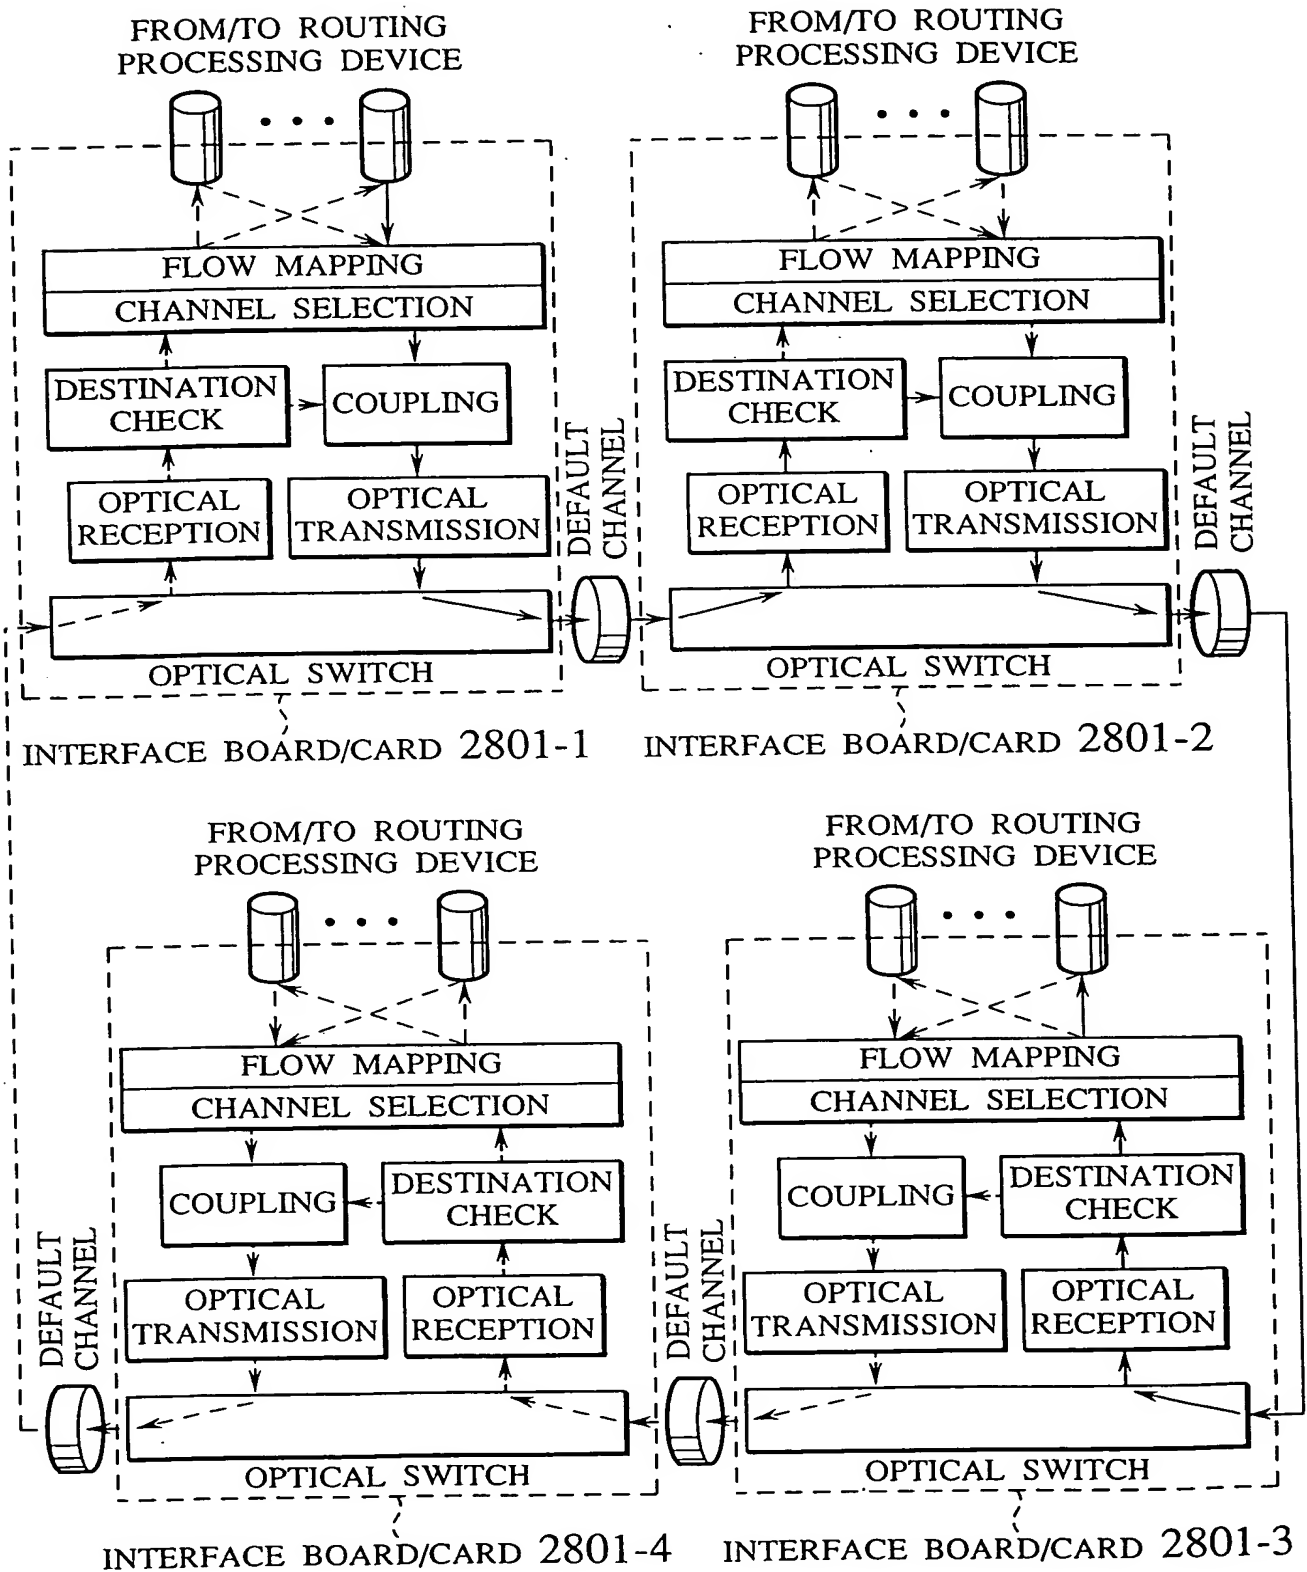 FROM/TO ROUTING
PROCESSING DEVICE
FLOW MAPPING
CHANNEL SELECTION
DESTINATION
CHECK
COUPLING
OPTICAL
RECEPTION
OPTICAL
TRANSMISSION
OPTICAL SWITCH
DEFAULT
CHANNEL
INTERFACE BOARD/CARD 2801-1
FROM/TO ROUTING
PROCESSING DEVICE
FLOW MAPPING
CHANNEL SELECTION
DESTINATION
CHECK
COUPLING
OPTICAL
RECEPTION
OPTICAL
TRANSMISSION
OPTICAL SWITCH
DEFAULT
CHANNEL
INTERFACE BOARD/CARD 2801-2
FROM/TO ROUTING
PROCESSING DEVICE
FLOW MAPPING
CHANNEL SELECTION
COUPLING
DESTINATION
CHECK
OPTICAL
TRANSMISSION
OPTICAL
RECEPTION
DEFAULT
CHANNEL
OPTICAL SWITCH
INTERFACE BOARD/CARD 2801-4
FROM/TO ROUTING
PROCESSING DEVICE
FLOW MAPPING
CHANNEL SELECTION
COUPLING
DESTINATION
CHECK
OPTICAL
TRANSMISSION
OPTICAL
RECEPTION
DEFAULT
CHANNEL
OPTICAL SWITCH
INTERFACE BOARD/CARD 2801-3